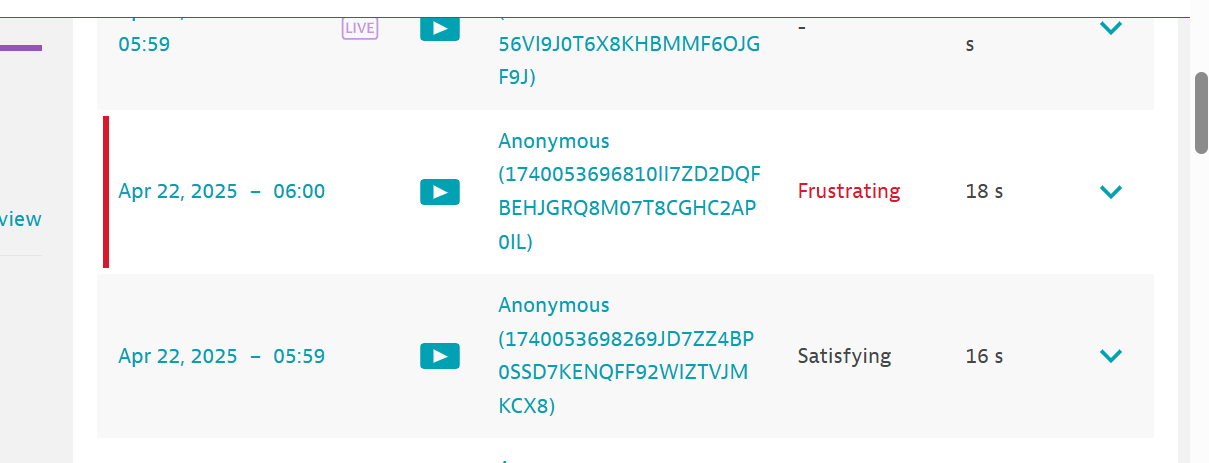 05:59
LIVE
56VI9J0T6X8KHBMMF6OJG
F9J)
-
s
view
Apr 22, 2025 – 06:00
Anonymous
(1740053696810II7ZD2DQF
BEHJGRQ8M07T8CGHC2AP
0IL)
Frustrating
18 s
Apr 22, 2025 – 05:59
Anonymous
(1740053698269JD7ZZ4BP
0SSD7KENQFF92WIZTVJM
KCX8)
Satisfying
16 s